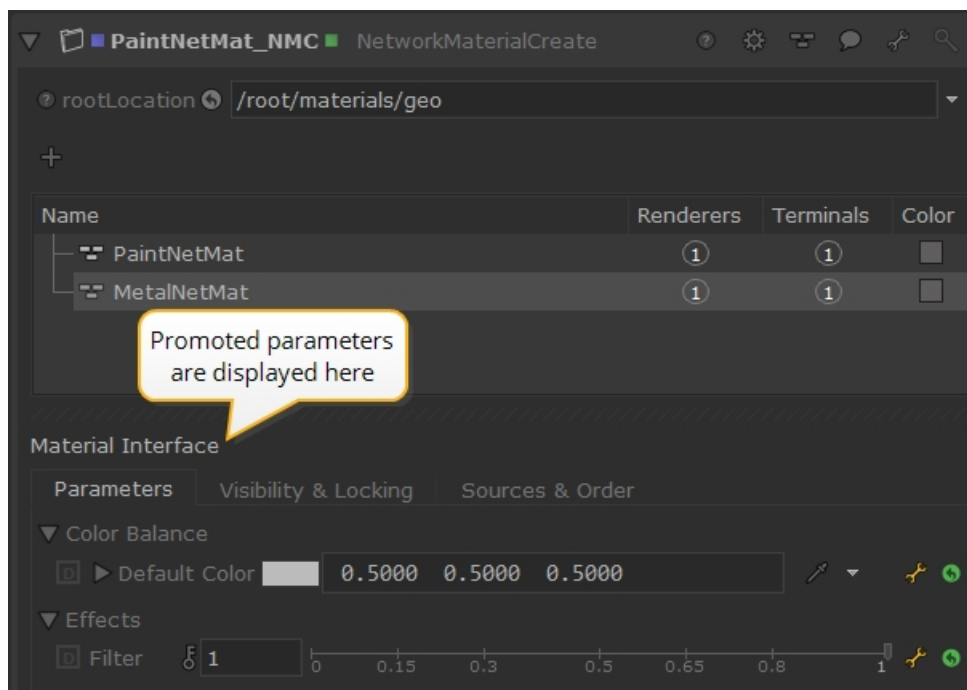 PaintNetMat_NMC NetworkMaterialCreate
rootLocation /root/materials/geo
Name Renderers Terminals Color
PaintNetMat 1 1
MetalNetMat 1 1
Promoted parameters
are displayed here
Material Interface
Parameters Visibility & Locking Sources & Order
Color Balance
D Default Color 0.5000 0.5000 0.5000
Effects
D Filter 1 0 0.15 0.3 0.5 0.65 0.8 1